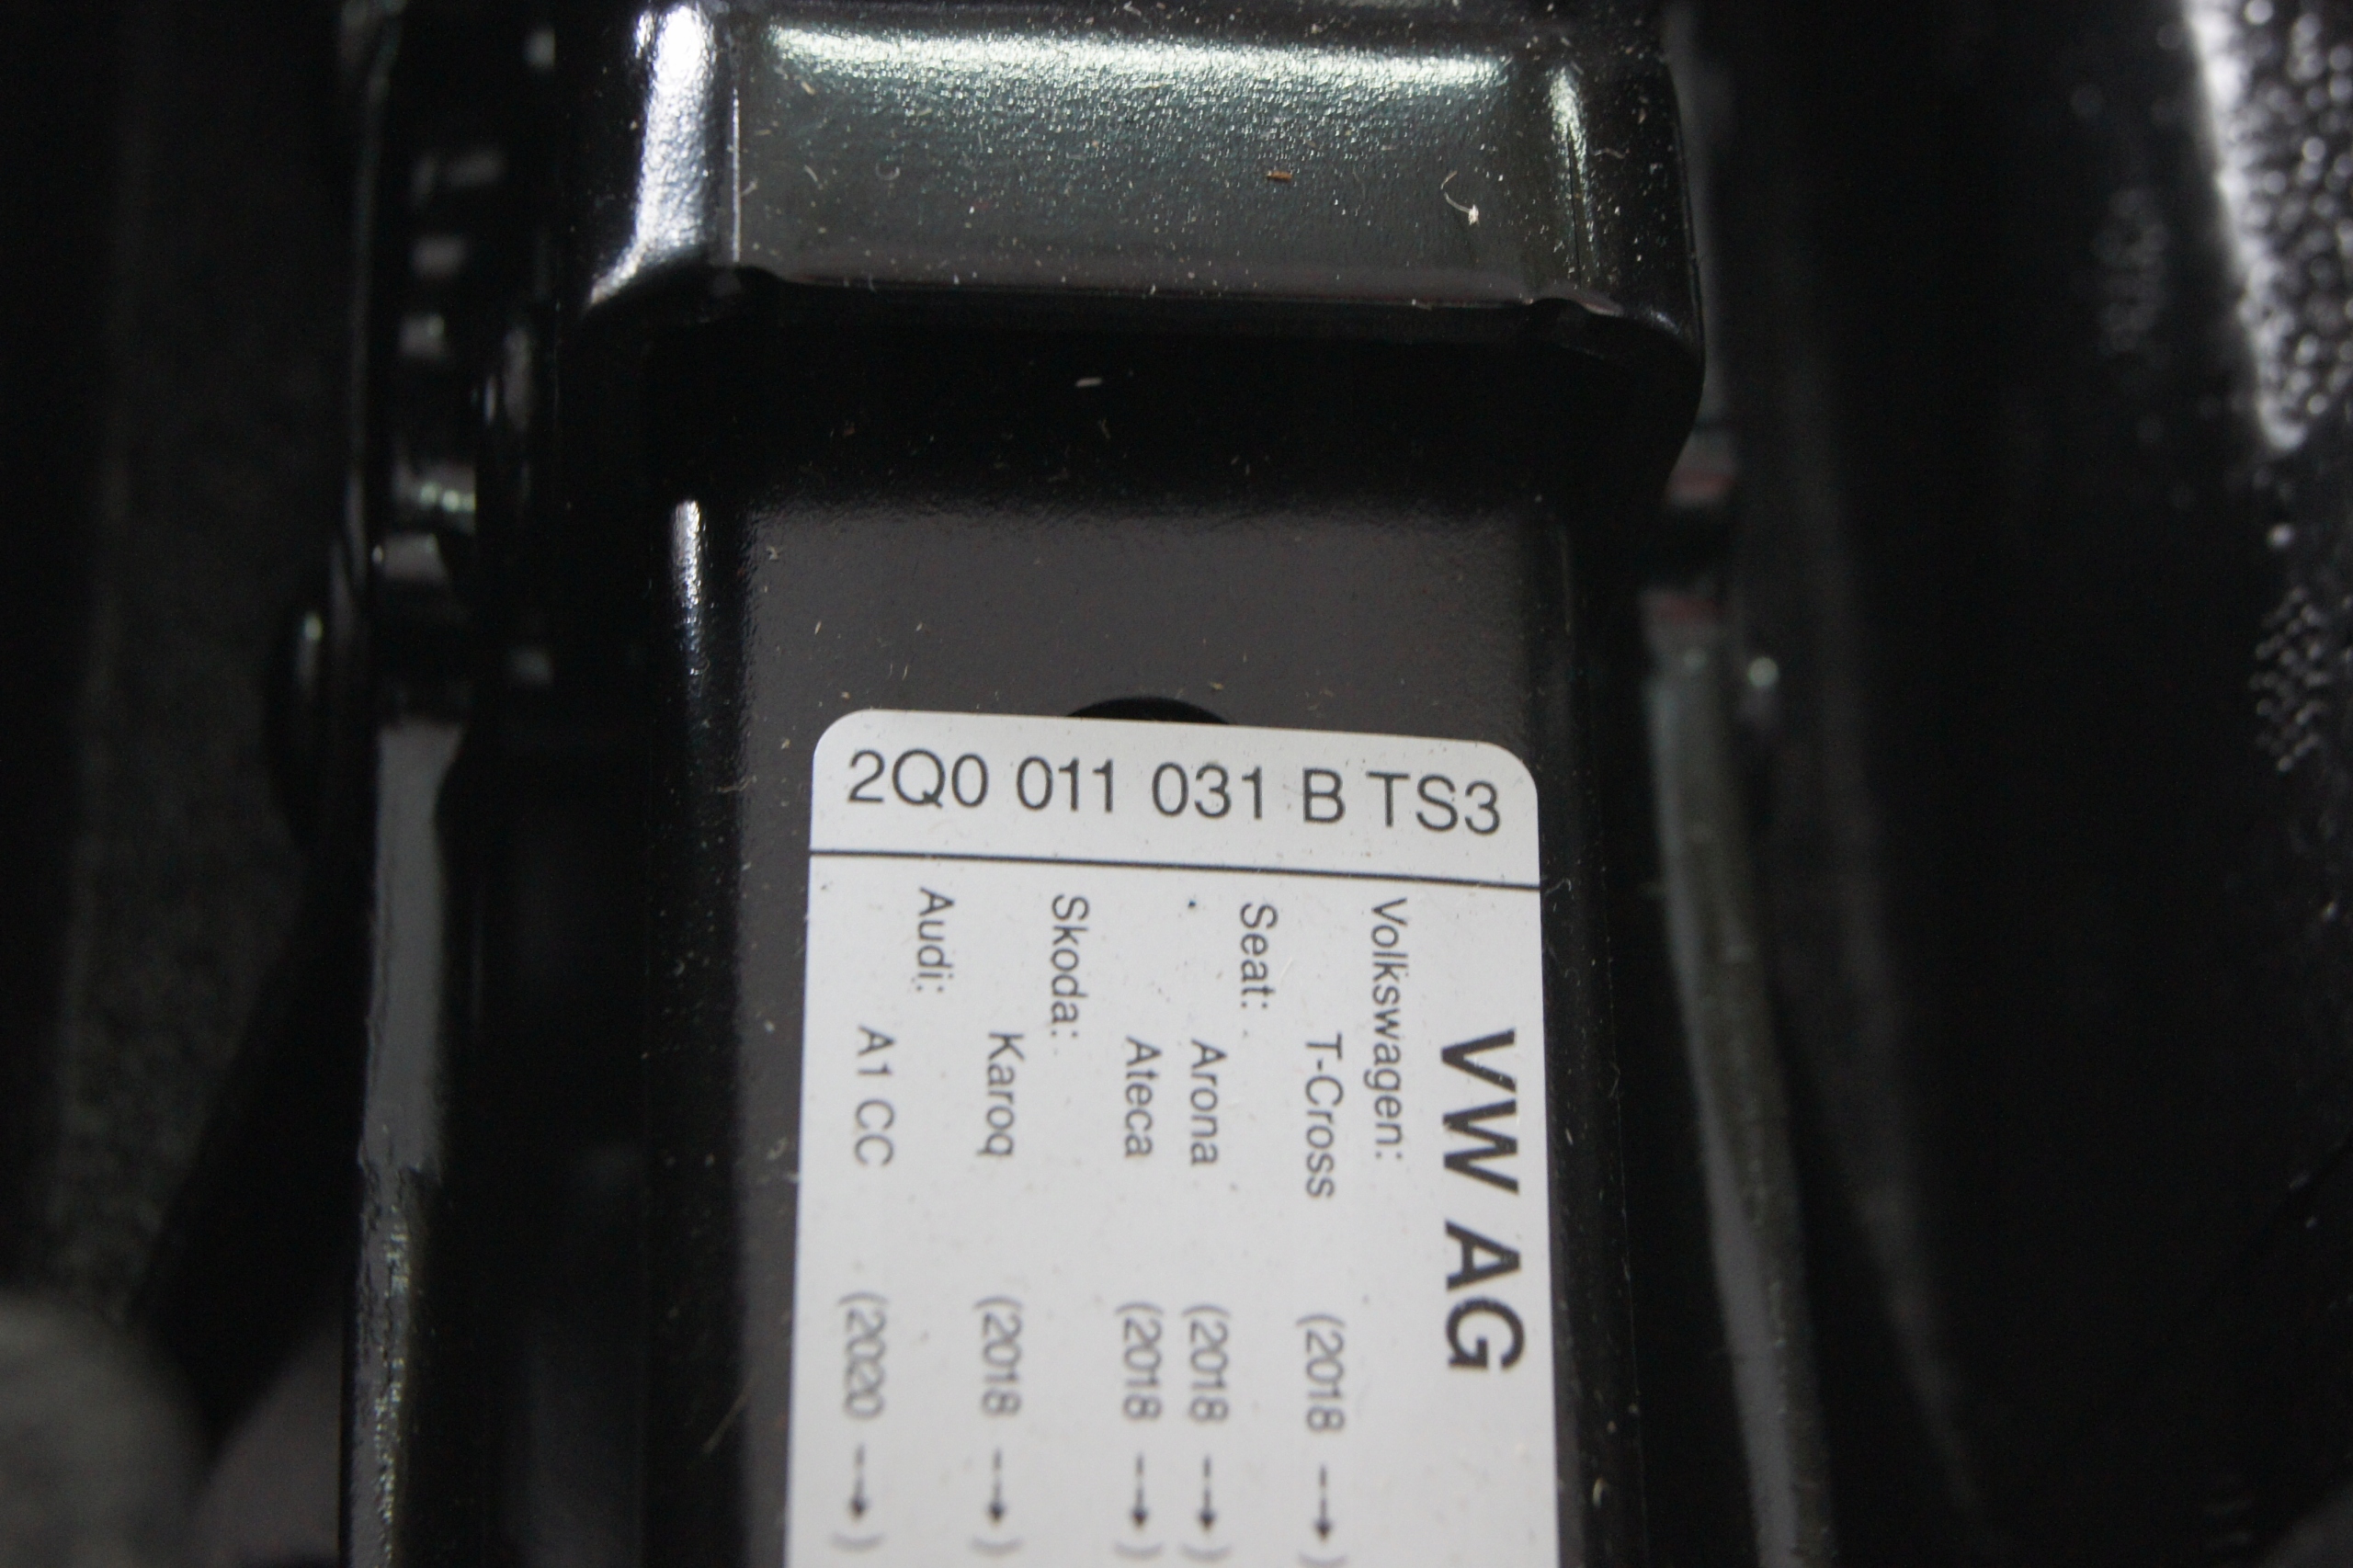 2Q0 011 031 B TS3
VW AG
Volkswagen:
T-Cross (2018 --→)
Seat:
Arona (2018 --→)
Ateca (2018 --→)
Skoda:
Karoq (2018 --→)
Audi:
A1 CC (2020 --→)